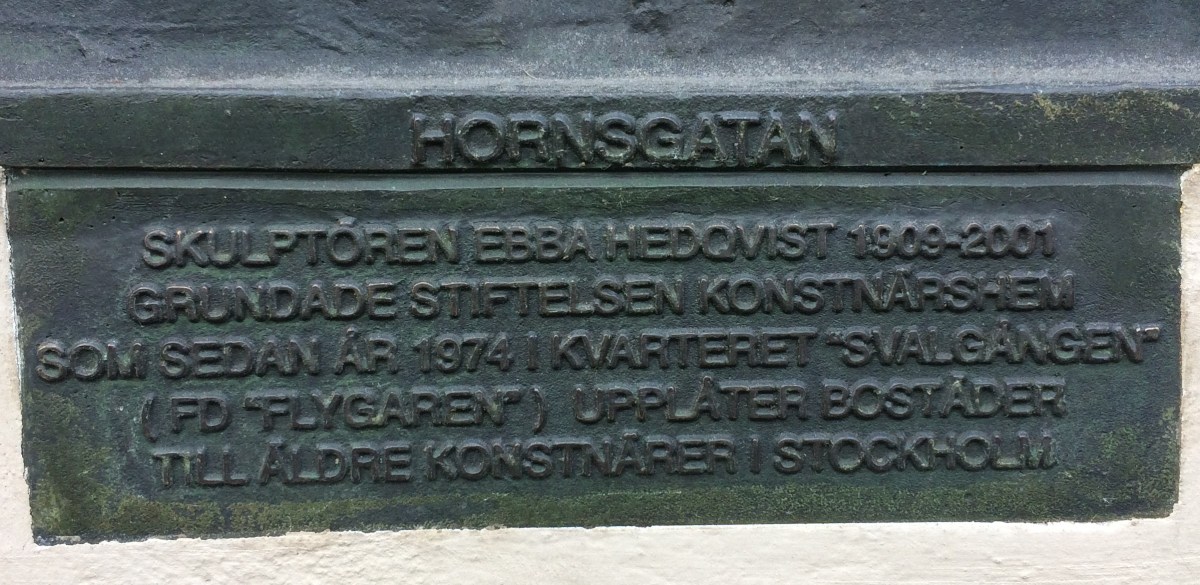 HORNSGATAN
SKULPTÖREN EBBA HEDQVIST 1909-2001
GRUNDADE STIFTELSEN KONSTNÄRSHEM
SOM SEDAN ÅR 1974 I KVARTERET "SVALGÅNGEN"
(FD "FLYGAREN") UPPLÅTER BOSTÄDER
TILL ÄLDRE KONSTNÄRER I STOCKHOLM